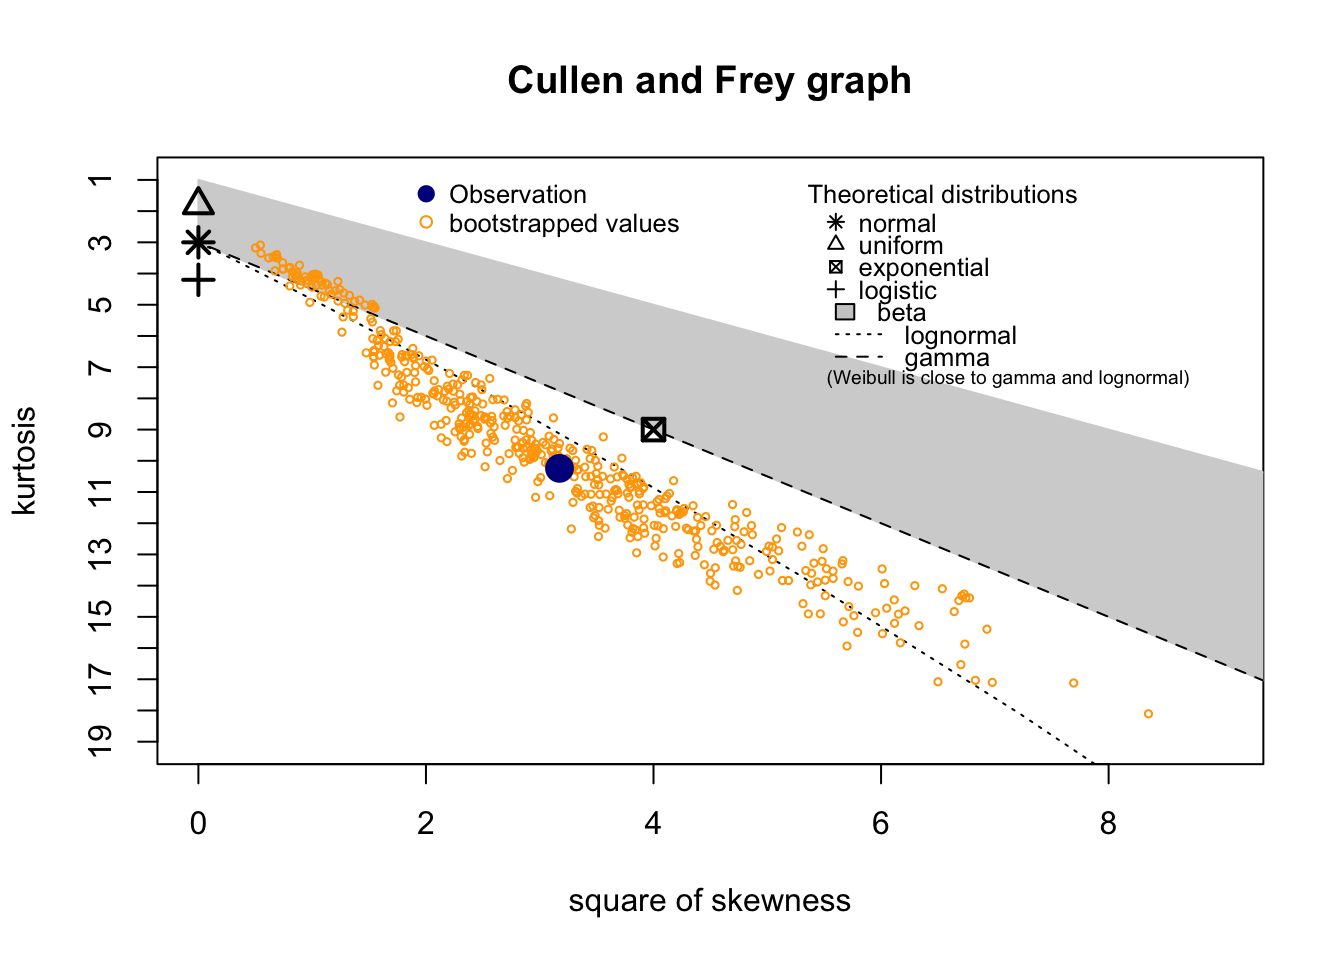 Cullen and Frey graph
Observation
bootstrapped values
Theoretical distributions
normal
uniform
exponential
logistic
beta
lognormal
gamma
(Weibull is close to gamma and lognormal)
kurtosis
1
3
5
7
9
11
13
15
17
19
0 2 4 6 8
square of skewness